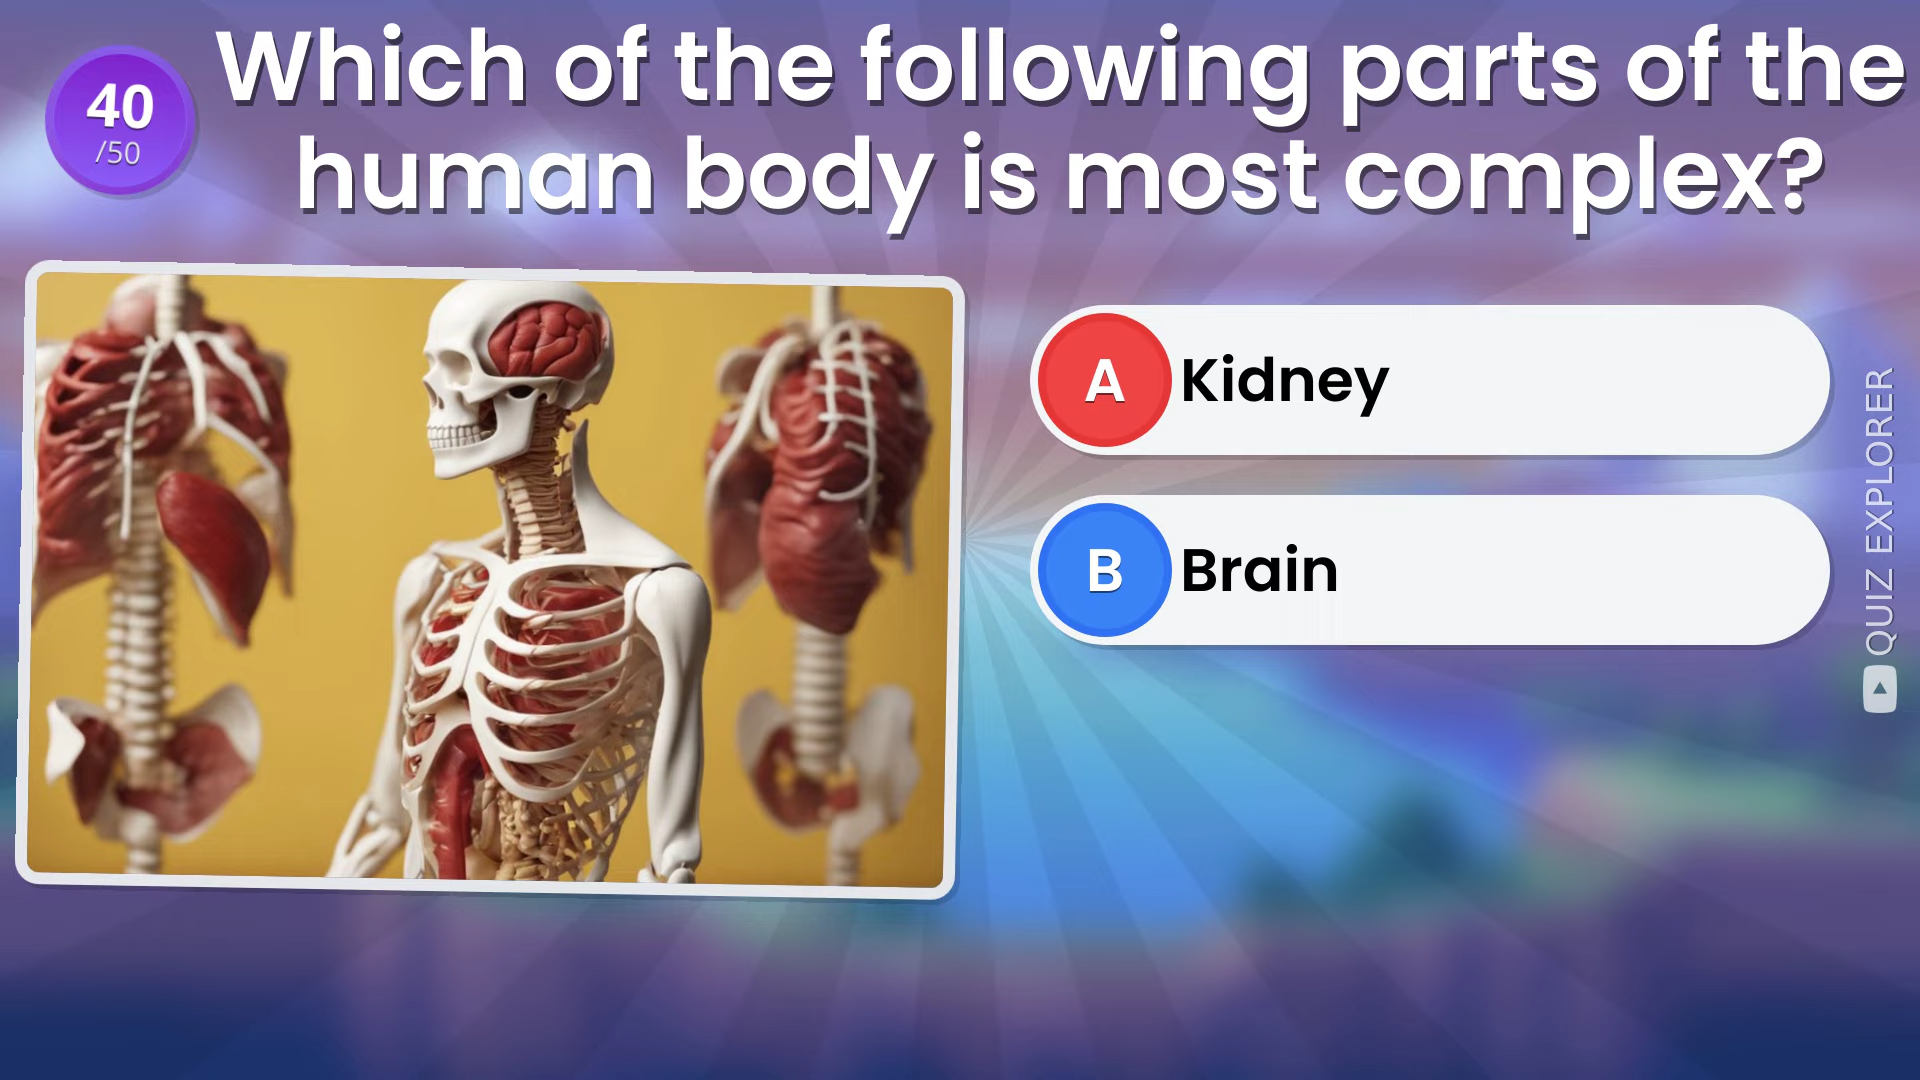 40
/50
Which of the following parts of the
human body is most complex?
A Kidney
B Brain
QUIZ EXPLORER